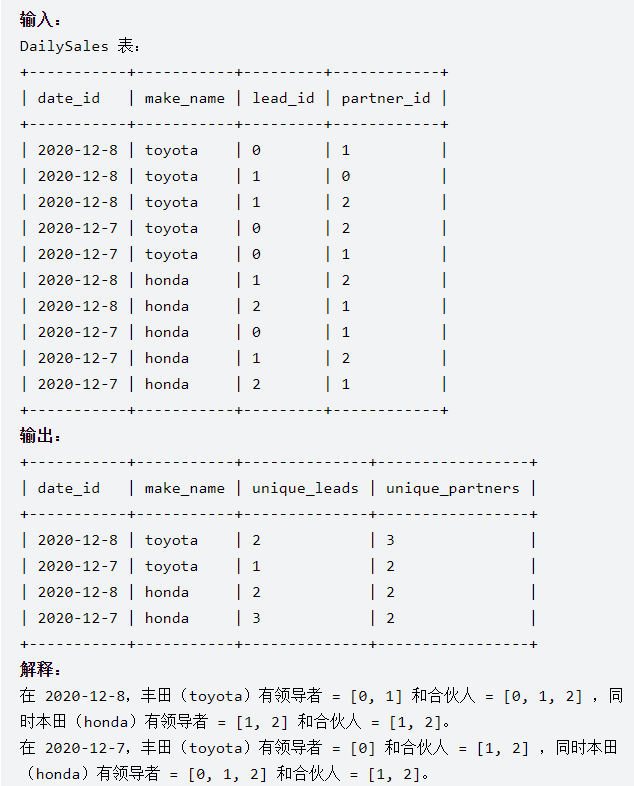 输入：
DailySales 表：
+-----------+-----------+---------+------------+
| date_id   | make_name | lead_id | partner_id |
+-----------+-----------+---------+------------+
| 2020-12-8 | toyota    | 0       | 1          |
| 2020-12-8 | toyota    | 1       | 0          |
| 2020-12-8 | toyota    | 1       | 2          |
| 2020-12-7 | toyota    | 0       | 2          |
| 2020-12-7 | toyota    | 0       | 1          |
| 2020-12-8 | honda     | 1       | 2          |
| 2020-12-8 | honda     | 2       | 1          |
| 2020-12-7 | honda     | 0       | 1          |
| 2020-12-7 | honda     | 1       | 2          |
| 2020-12-7 | honda     | 2       | 1          |
+-----------+-----------+---------+------------+
输出：
+-----------+-----------+--------------+-----------------+
| date_id   | make_name | unique_leads | unique_partners |
+-----------+-----------+--------------+-----------------+
| 2020-12-8 | toyota    | 2            | 3               |
| 2020-12-7 | toyota    | 1            | 2               |
| 2020-12-8 | honda     | 2            | 2               |
| 2020-12-7 | honda     | 3            | 2               |
+-----------+-----------+--------------+-----------------+
解释：
在 2020-12-8，丰田（toyota）有领导者 = [0, 1] 和合伙人 = [0, 1, 2] ，同
时本田（honda）有领导者 = [1, 2] 和合伙人 = [1, 2]。
在 2020-12-7，丰田（toyota）有领导者 = [0] 和合伙人 = [1, 2] ，同时本田
（honda）有领导者 = [0, 1, 2] 和合伙人 = [1, 2]。